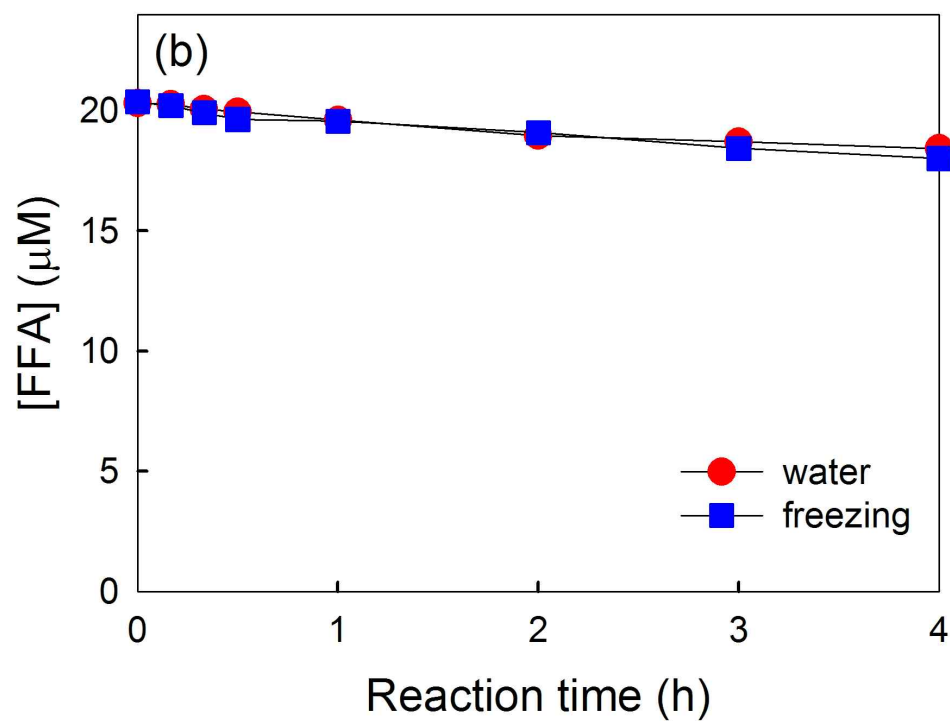 (b)
[FFA] (μM)
20
15
10
5
0
water
freezing
0 1 2 3 4
Reaction time (h)